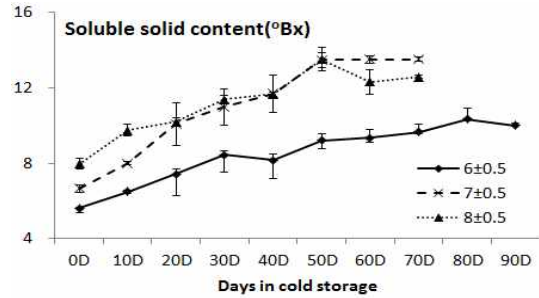 Soluble solid content(°Bx)
16
12
8
4
6±0.5
7±0.5
8±0.5
0D 10D 20D 30D 40D 50D 60D 70D 80D 90D
Days in cold storage